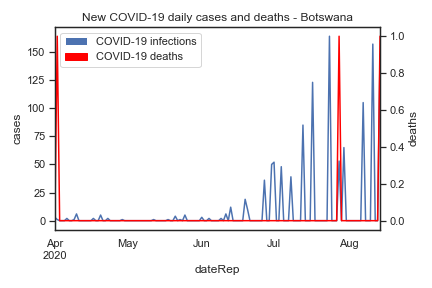 New COVID-19 daily cases and deaths - Botswana
COVID-19 infections
COVID-19 deaths
150
125
100
75
50
25
0
cases
1.0
0.8
0.6
0.4
0.2
0.0
deaths
Apr May Jun Jul Aug
2020
dateRep